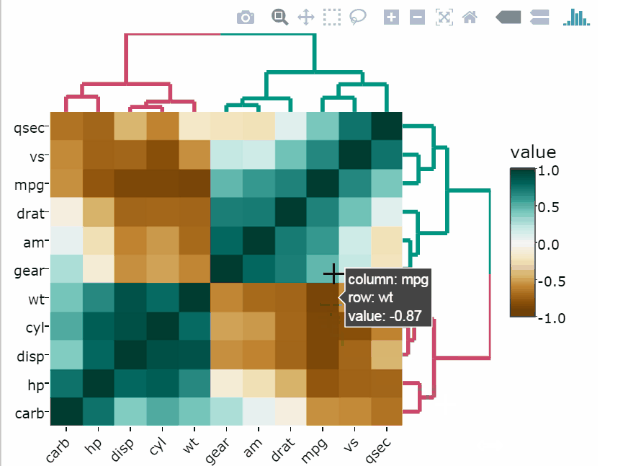 qsec
vs
mpg
drat
am
gear
wt
cyl
disp
hp
carb
carb hp disp cyl wt gear am drat mpg vs qsec
column: mpg
row: wt
value: -0.87
value
1.0
0.5
0.0
-0.5
-1.0